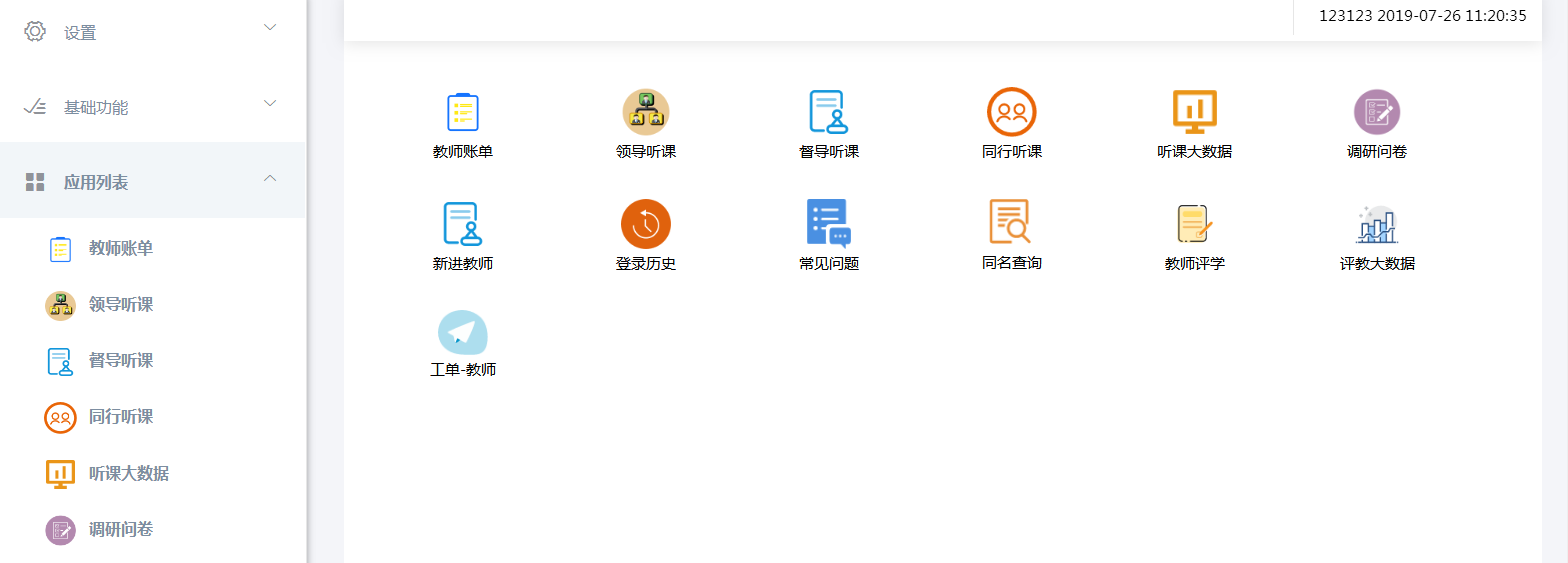 设置
基础功能
应用列表
教师账单
领导听课
督导听课
同行听课
听课大数据
调研问卷
123123 2019-07-26 11:20:35
教师账单 领导听课 督导听课 同行听课 听课大数据 调研问卷
新进教师 登录历史 常见问题 同名查询 教师评学 评教大数据
工单-教师